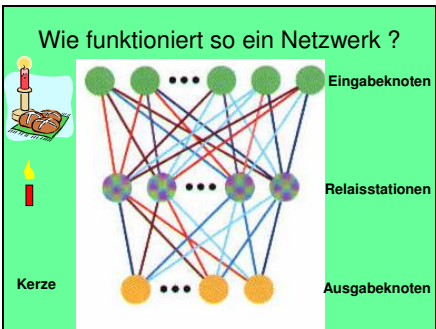 Wie funktioniert so ein Netzwerk ?
Eingabeknoten
Relaisstationen
Kerze
Ausgabeknoten